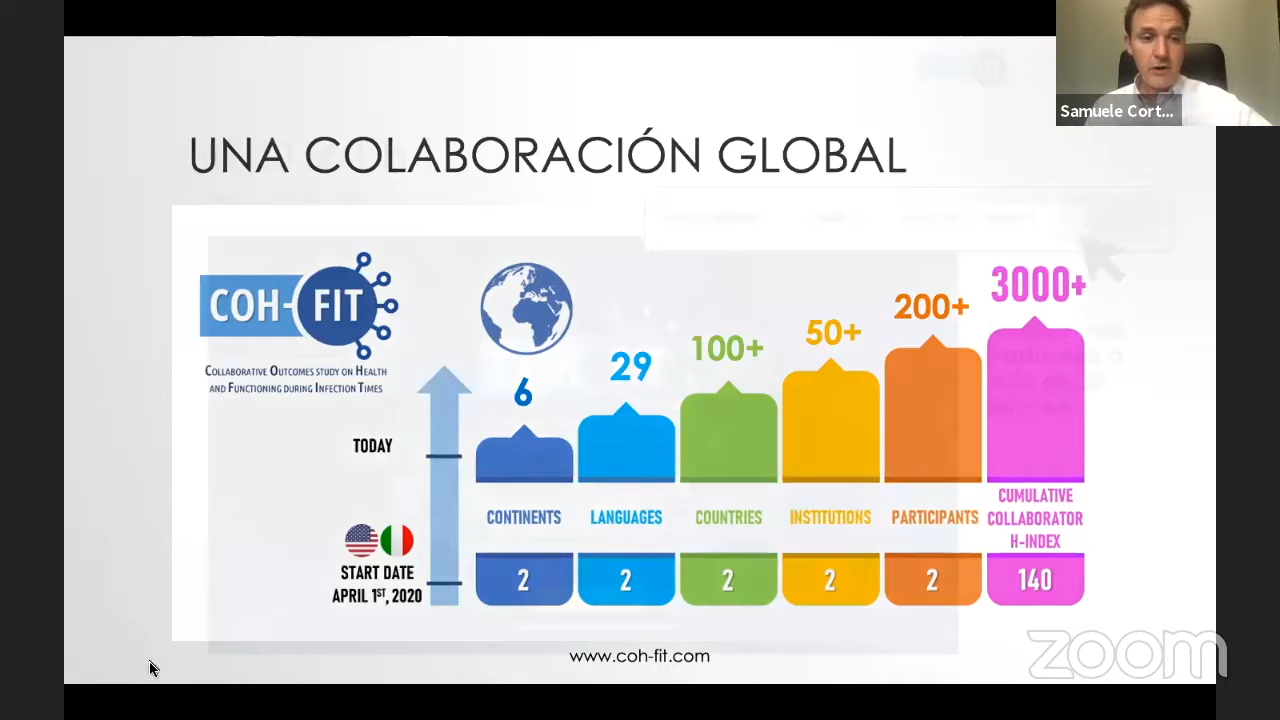 Samuele Cort...
UNA COLABORACIÓN GLOBAL
COH-FIT
COLLABORATIVE OUTCOMES STUDY ON HEALTH
AND FUNCTIONING DURING INFECTION TIMES
6
29
100+
50+
200+
3000+
TODAY
CONTINENTS
LANGUAGES
COUNTRIES
INSTITUTIONS
PARTICIPANTS
CUMULATIVE
COLLABORATOR
H-INDEX
START DATE
APRIL 1ST, 2020
2
2
2
2
2
140
www.coh-fit.com
zoom